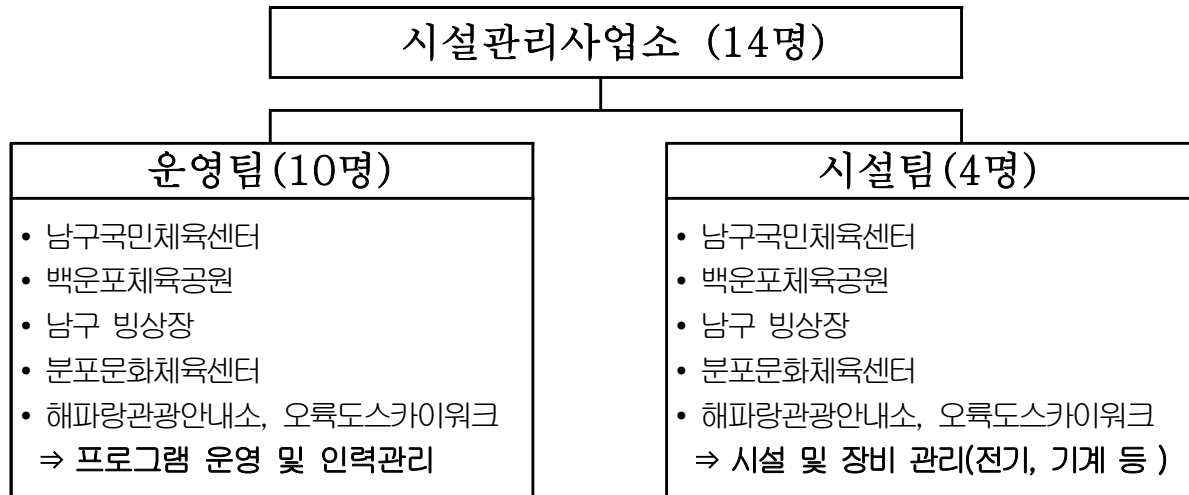 시설관리사업소 (14명)
운영팀(10명)
• 남구국민체육센터
• 백운포체육공원
• 남구 빙상장
• 분포문화체육센터
• 해파랑관광안내소, 오륙도스카이워크
⇒ 프로그램 운영 및 인력관리
시설팀(4명)
• 남구국민체육센터
• 백운포체육공원
• 남구 빙상장
• 분포문화체육센터
• 해파랑관광안내소, 오륙도스카이워크
⇒ 시설 및 장비 관리(전기, 기계 등 )